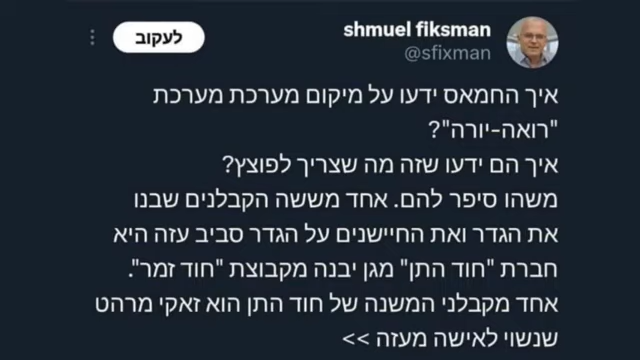 לעקוב
shmuel fiksman
@sfixman
איך החמאס ידעו על מיקום מערכת מערכת
"רואה-יורה"?
איך הם ידעו שזה מה שצריך לפוצץ?
משהו סיפר להם. אחד מששה הקבלנים שבנו
את הגדר ואת החיישנים על הגדר סביב עזה היא
חברת "חוד התן" מגן יבנה מקבוצת "חוד זמר".
אחד מקבלני המשנה של חוד התן הוא זאקי מרהט
שנשוי לאישה מעזה >>